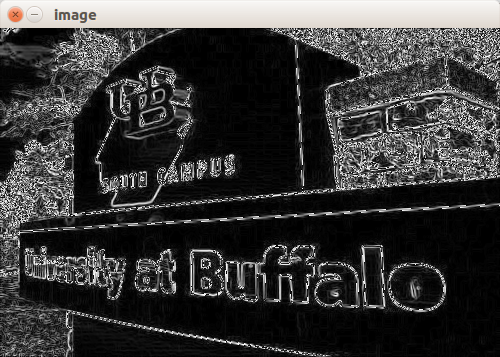 image
UB
SOUTH CAMPUS
University at Buffalo